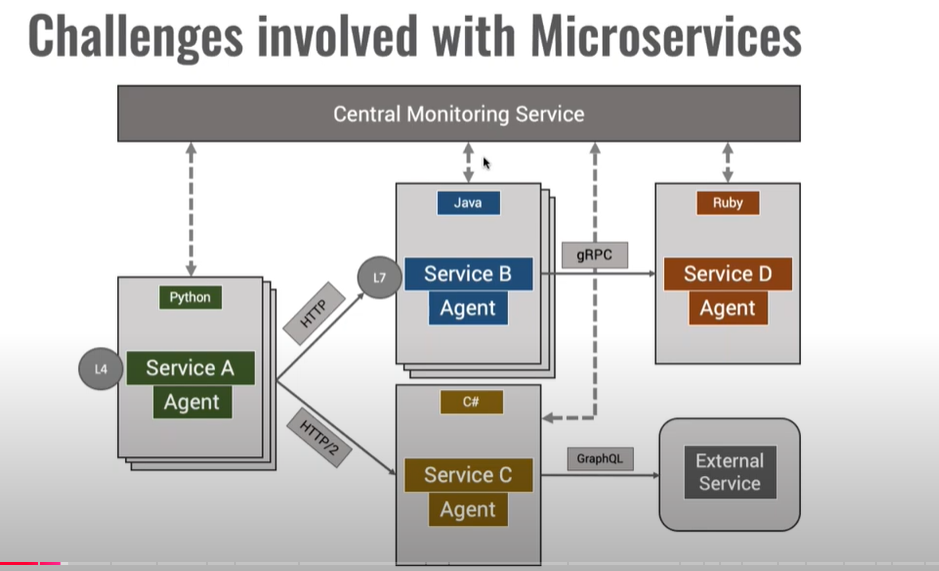 Challenges involved with Microservices
Central Monitoring Service
Java
Ruby
gRPC
L7
Service B
Agent
Service D
Agent
Python
HTTP
L4
Service A
Agent
C#
HTTP/2
GraphQL
External
Service
Service C
Agent